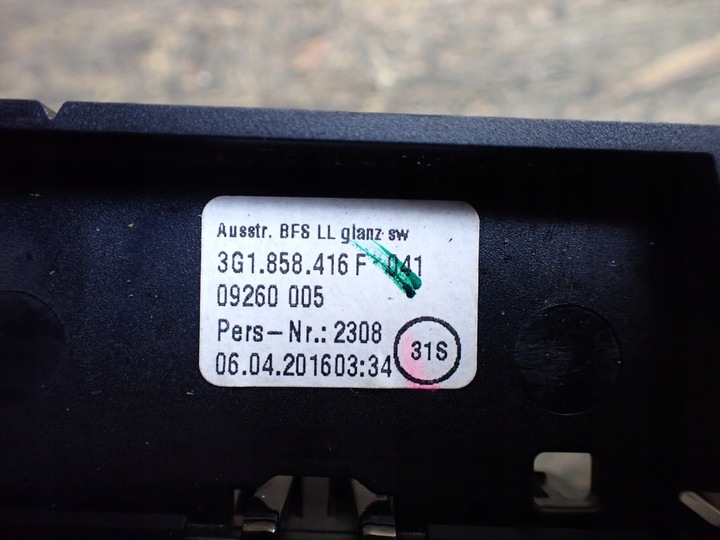 Ausstr. BFS LL glanz sw
3G1.858.416 F - 041
09260 005
Pers-Nr.: 2308
31S
06.04.201603:34